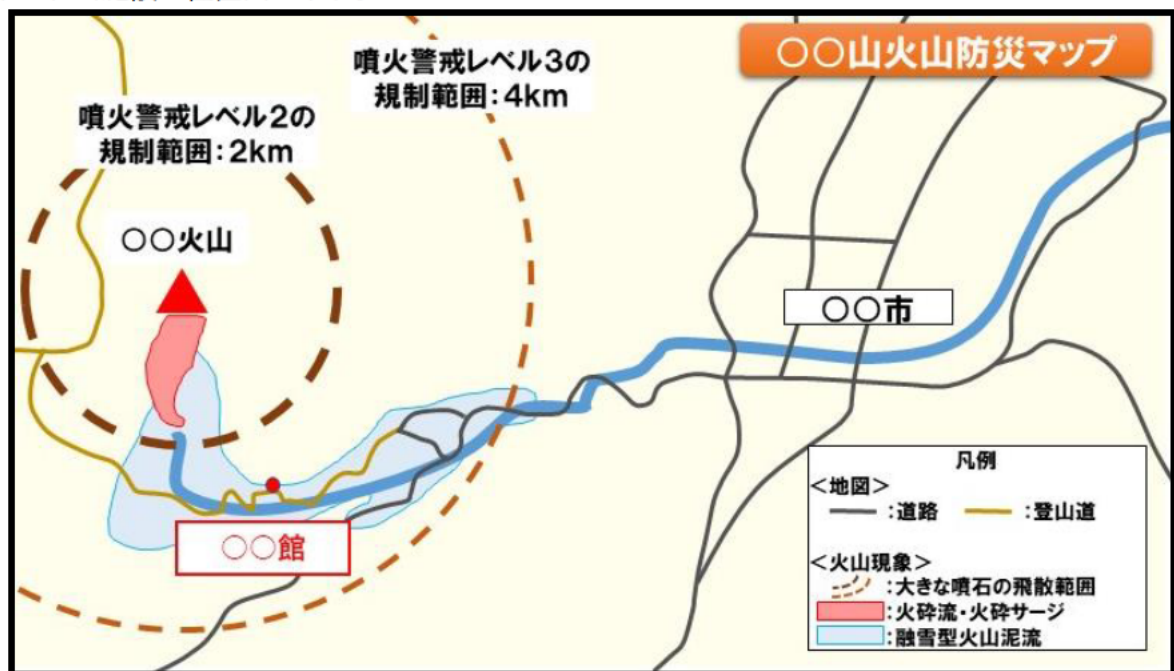 ○○山火山防災マップ
噴火警戒レベル3の
規制範囲:4km
噴火警戒レベル2の
規制範囲:2km
○○火山
○○市
○○館
凡例
<地図>
:道路
:登山道
<火山現象>
:大きな噴石の飛散範囲
:火砕流・火砕サージ
:融雪型火山泥流